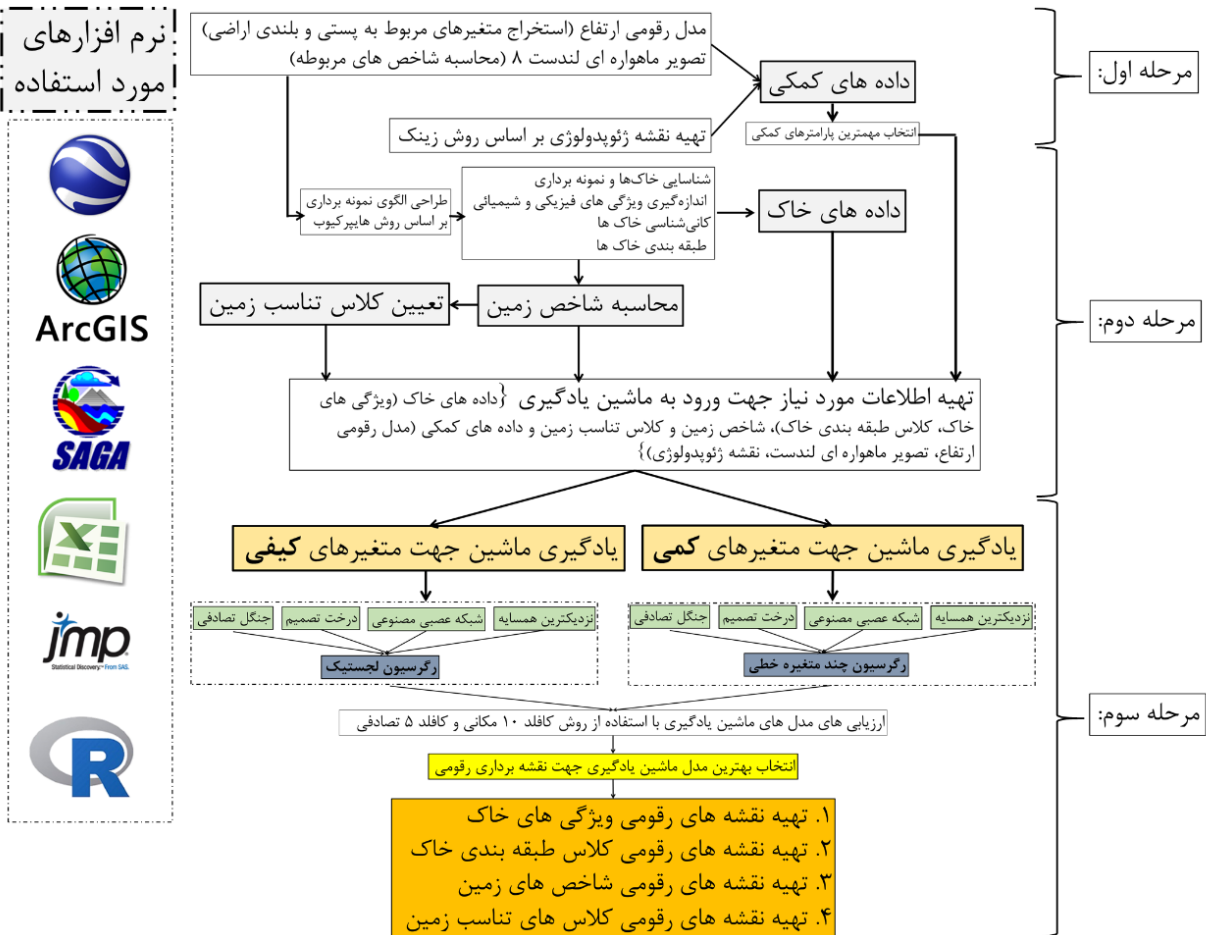 نرم افزارهای
مورد استفاده
ArcGIS
SAGA
jmp
Statistical Discovery.™ From SAS.
R
مرحله اول:
مدل رقومی ارتفاع (استخراج متغیرهای مربوط به پستی و بلندی اراضی)
تصویر ماهواره ای لندست ۸ (محاسبه شاخص های مربوطه)
داده های کمکی
تهیه نقشه ژئوپدولوژی بر اساس روش زینک
انتخاب مهمترین پارامترهای کمکی
مرحله دوم:
طراحی الگوی نمونه برداری
بر اساس روش هایپرکیوب
شناسایی خاک‌ها و نمونه برداری
اندازه‌گیری ویژگی های فیزیکی و شیمیائی
کانی‌شناسی خاک ها
طبقه بندی خاک ها
داده های خاک
محاسبه شاخص زمین
تعیین کلاس تناسب زمین
تهیه اطلاعات مورد نیاز جهت ورود به ماشین یادگیری {داده های خاک (ویژگی های
خاک، کلاس طبقه بندی خاک)، شاخص زمین و کلاس تناسب زمین و داده های کمکی (مدل رقومی
ارتفاع، تصویر ماهواره ای لندست، نقشه ژئوپدولوژی)}
مرحله سوم:
یادگیری ماشین جهت متغیرهای کمی
یادگیری ماشین جهت متغیرهای کیفی
نزدیکترین همسایه
شبکه عصبی مصنوعی
درخت تصمیم
جنگل تصادفی
رگرسیون چند متغیره خطی
نزدیکترین همسایه
شبکه عصبی مصنوعی
درخت تصمیم
جنگل تصادفی
رگرسیون لجستیک
ارزیابی های مدل های ماشین یادگیری با استفاده از روش کافلد ۱۰ مکانی و کافلد ۵ تصادفی
انتخاب بهترین مدل ماشین یادگیری جهت نقشه برداری رقومی
۱. تهیه نقشه های رقومی ویژگی های خاک
۲. تهیه نقشه های رقومی کلاس طبقه بندی خاک
۳. تهیه نقشه های رقومی شاخص های زمین
۴. تهیه نقشه های رقومی کلاس های تناسب زمین